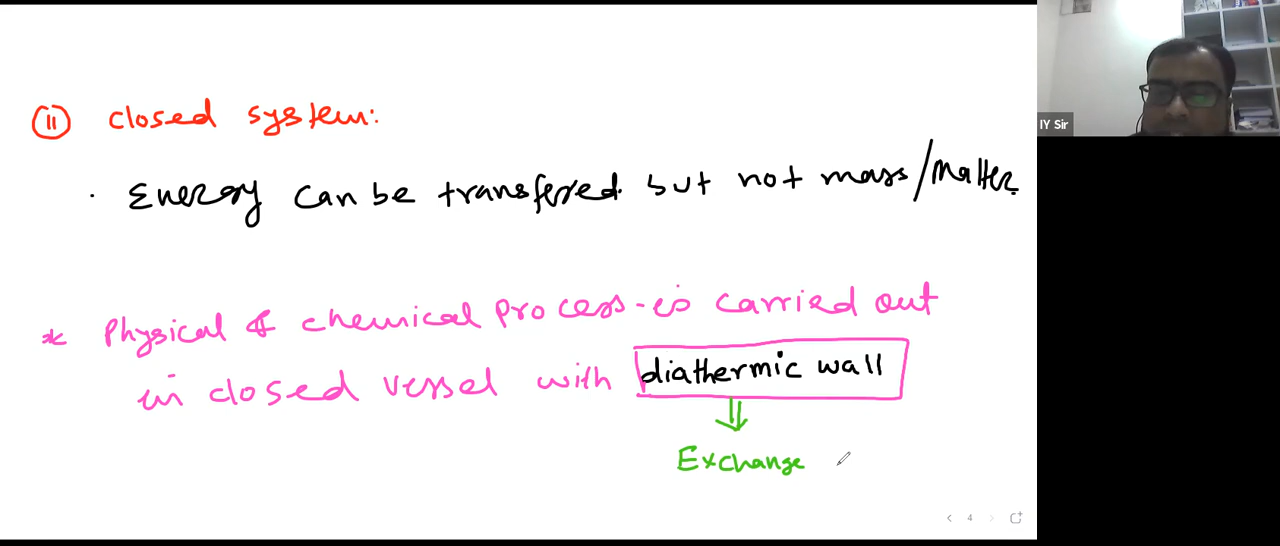 (ii) closed system:
· Energy can be transferred but not mass/matter.
* Physical & chemical process-es carried out
in closed vessel with diathermic wall
⇓
Exchange
IY Sir
4